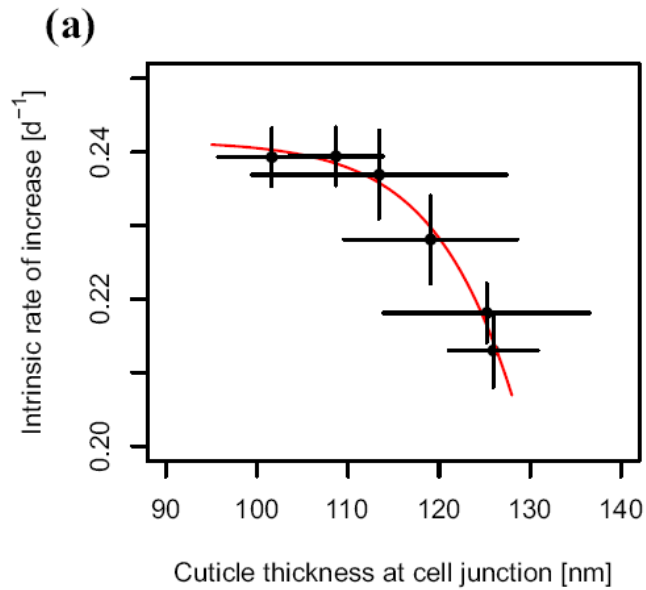 (a)
Intrinsic rate of increase [d⁻¹]
0.24
0.22
0.20
90 100 110 120 130 140
Cuticle thickness at cell junction [nm]